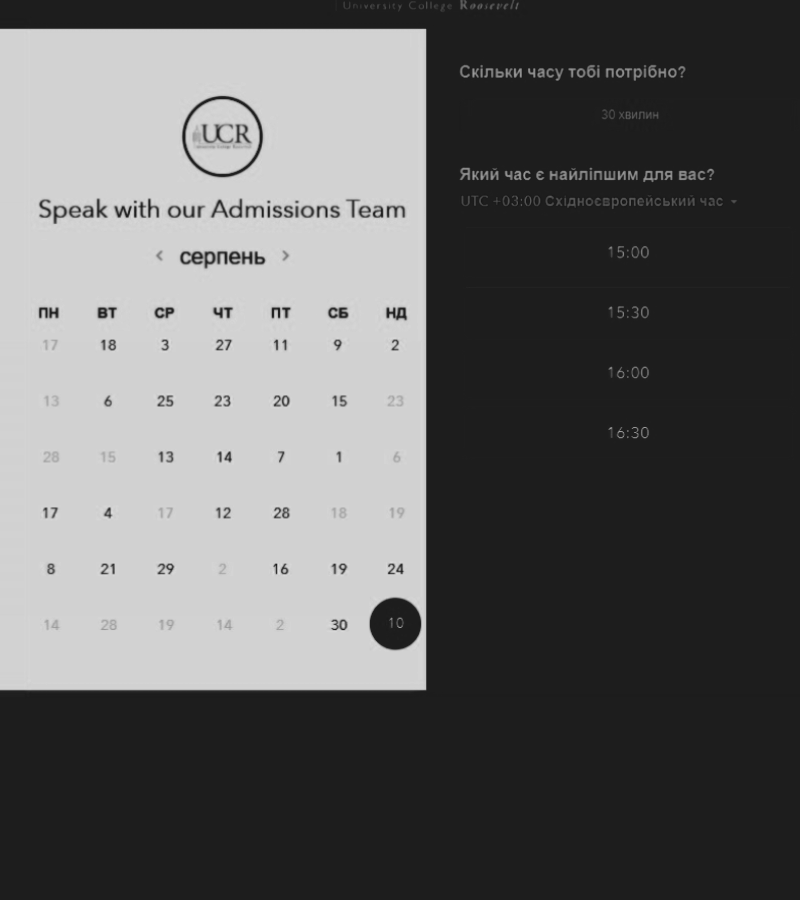 University College Roosevelt
UCR
Speak with our Admissions Team
< серпень >
ПН ВТ СР ЧТ ПТ СБ НД
17 18 3 27 11 9 2
13 6 25 23 20 15 23
28 15 13 14 7 1 6
17 4 17 12 28 18 19
8 21 29 2 16 19 24
14 28 19 14 2 30 10
Скільки часу тобі потрібно?
30 хвилин
Який час є найліпшим для вас?
UTC +03:00 Східноєвропейський час
15:00
15:30
16:00
16:30